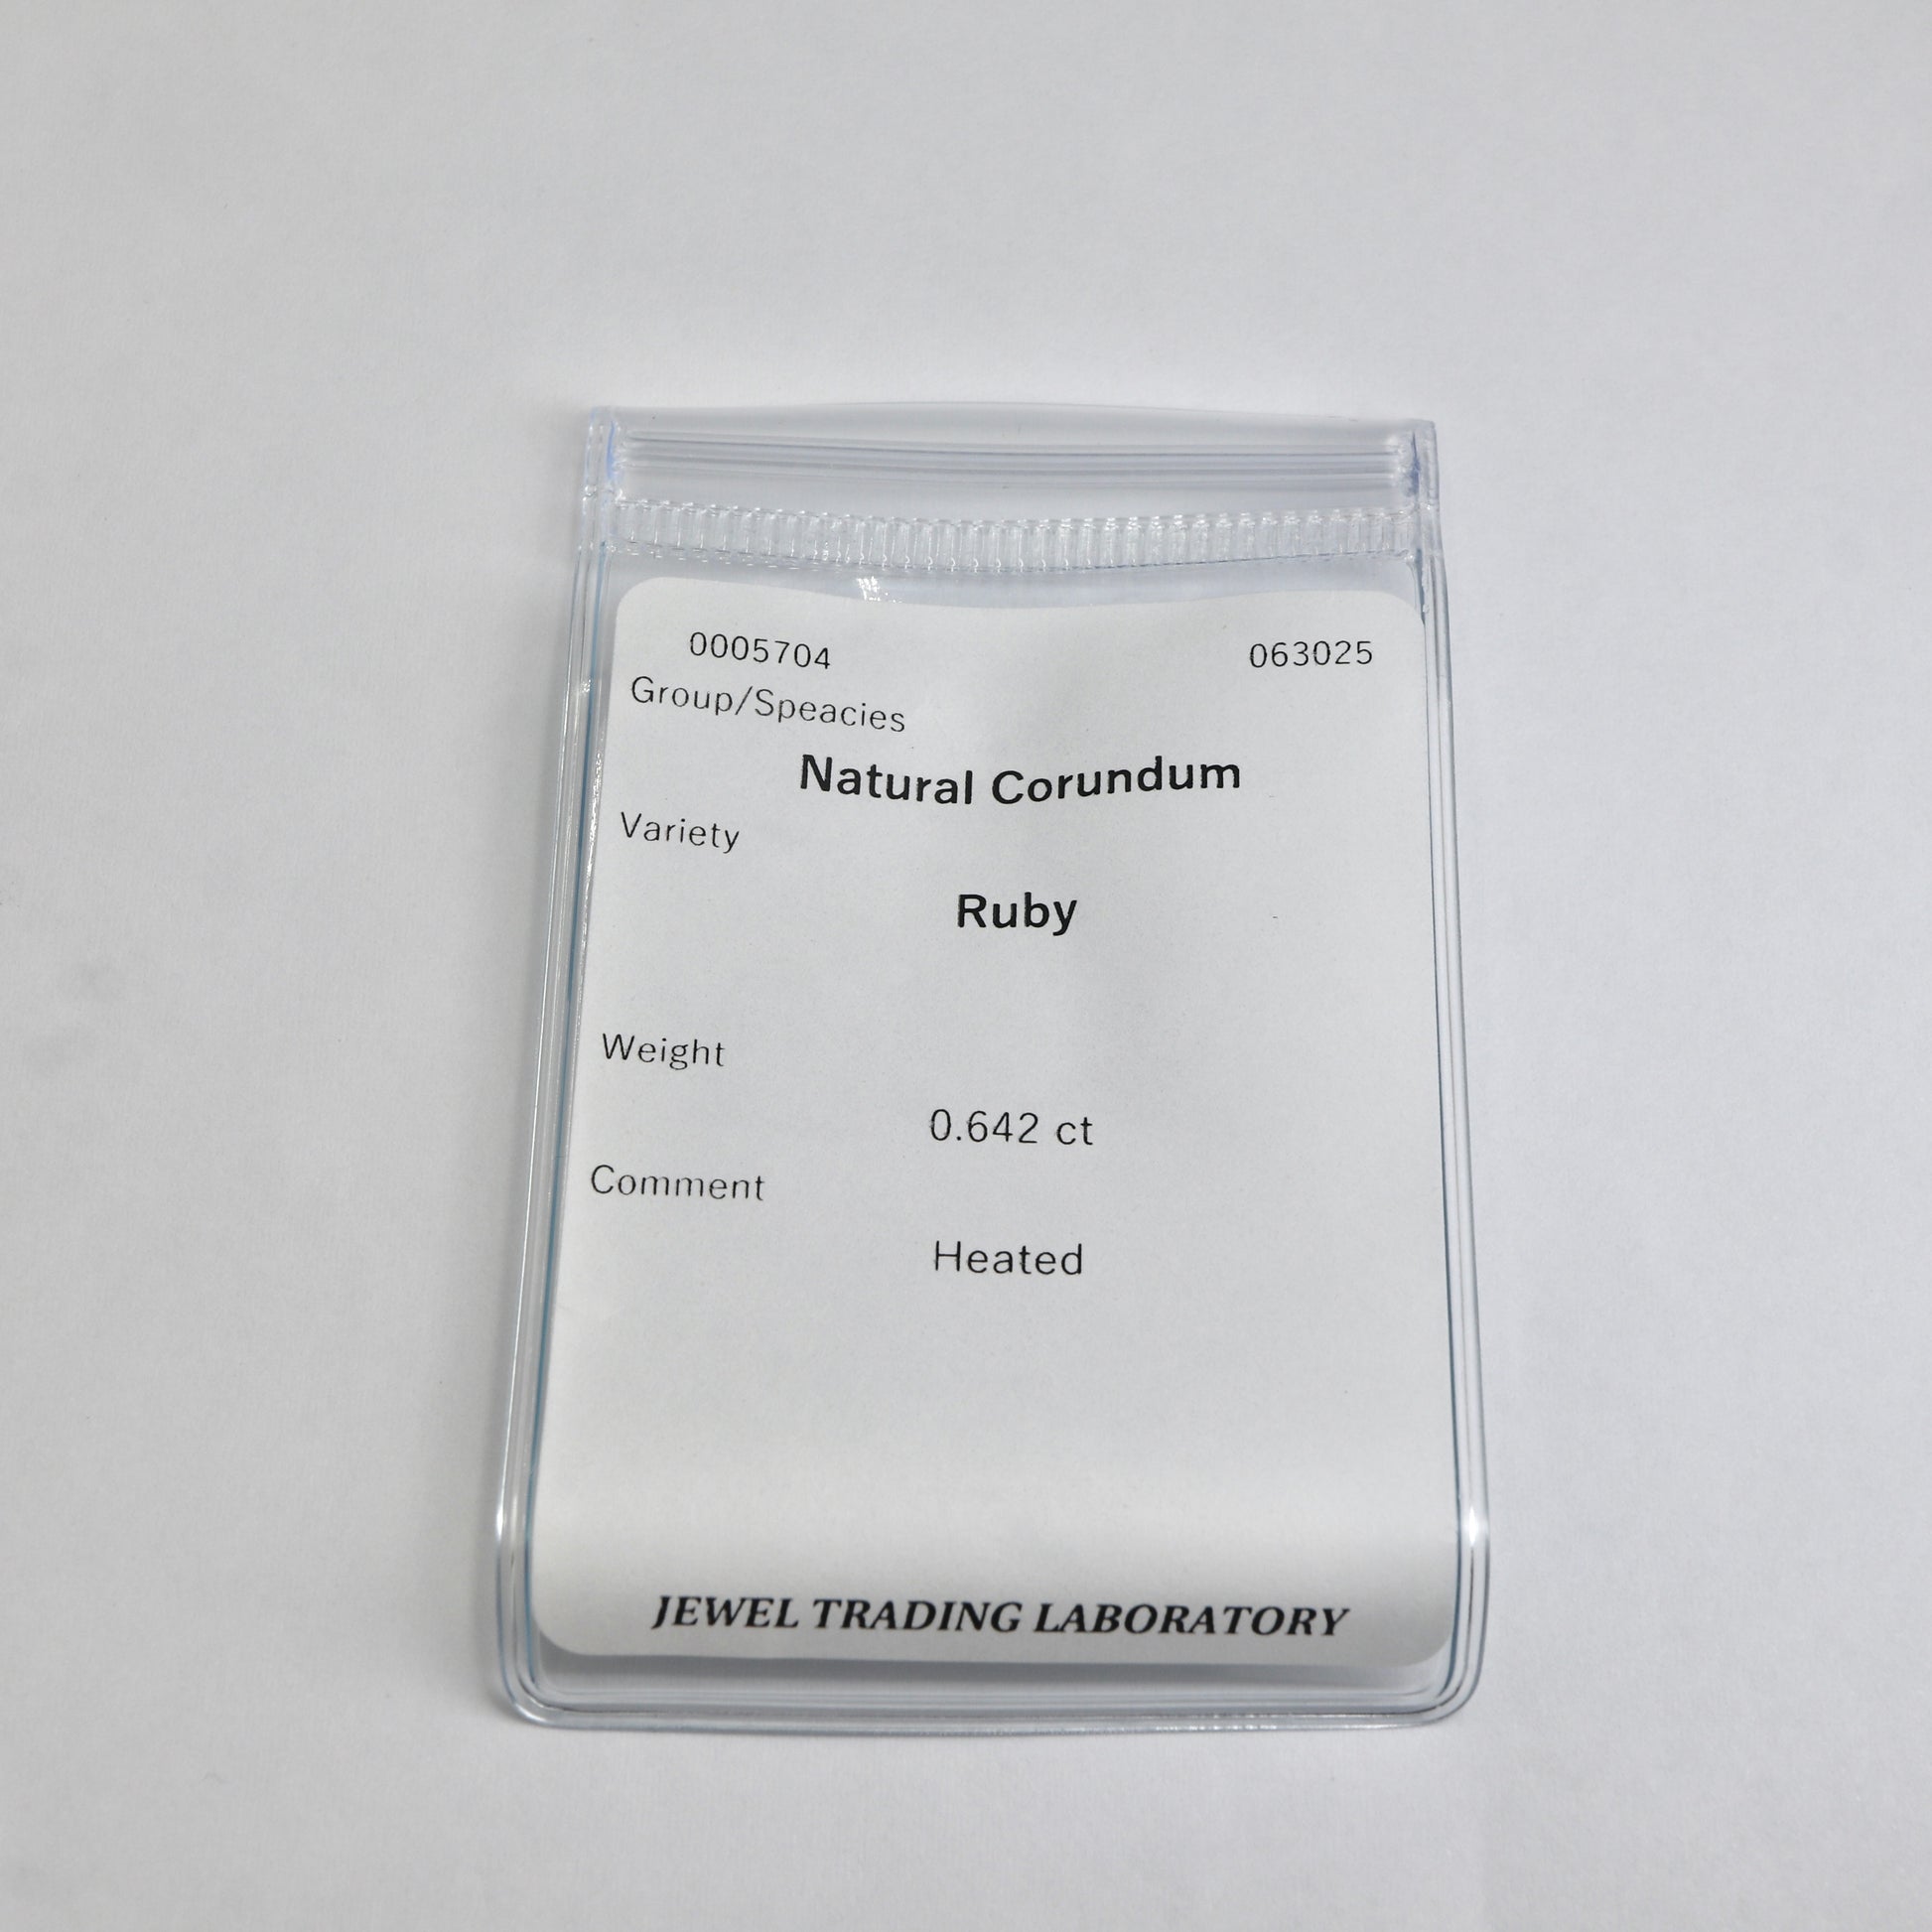 0005704 063025
Group/Speacies
Natural Corundum
Variety
Ruby
Weight
0.642 ct
Comment
Heated
JEWEL TRADING LABORATORY